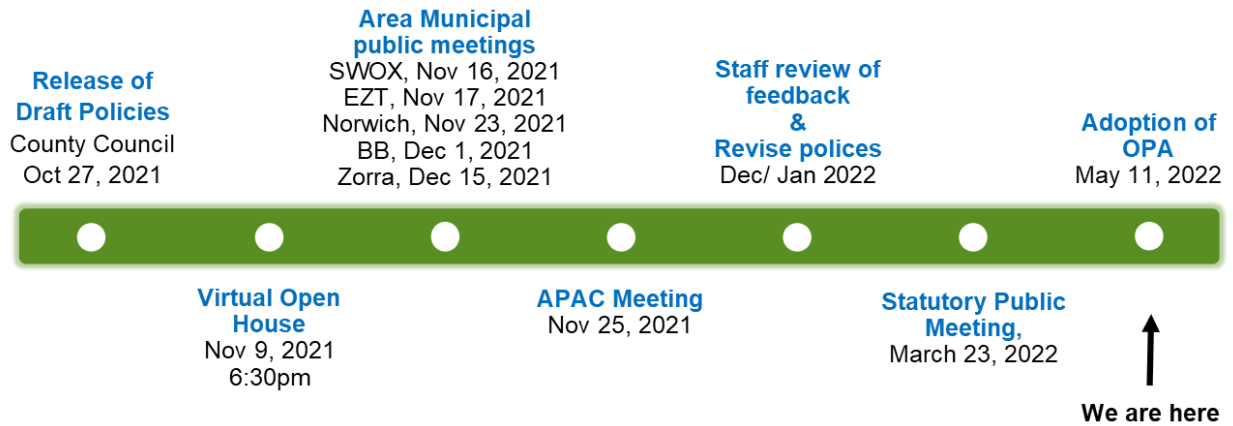 Release of
Draft Policies
County Council
Oct 27, 2021
Virtual Open
House
Nov 9, 2021
6:30pm
Area Municipal
public meetings
SWOX, Nov 16, 2021
EZT, Nov 17, 2021
Norwich, Nov 23, 2021
BB, Dec 1, 2021
Zorra, Dec 15, 2021
APAC Meeting
Nov 25, 2021
Staff review of
feedback
&
Revise polices
Dec/ Jan 2022
Statutory Public
Meeting,
March 23, 2022
Adoption of
OPA
May 11, 2022
We are here